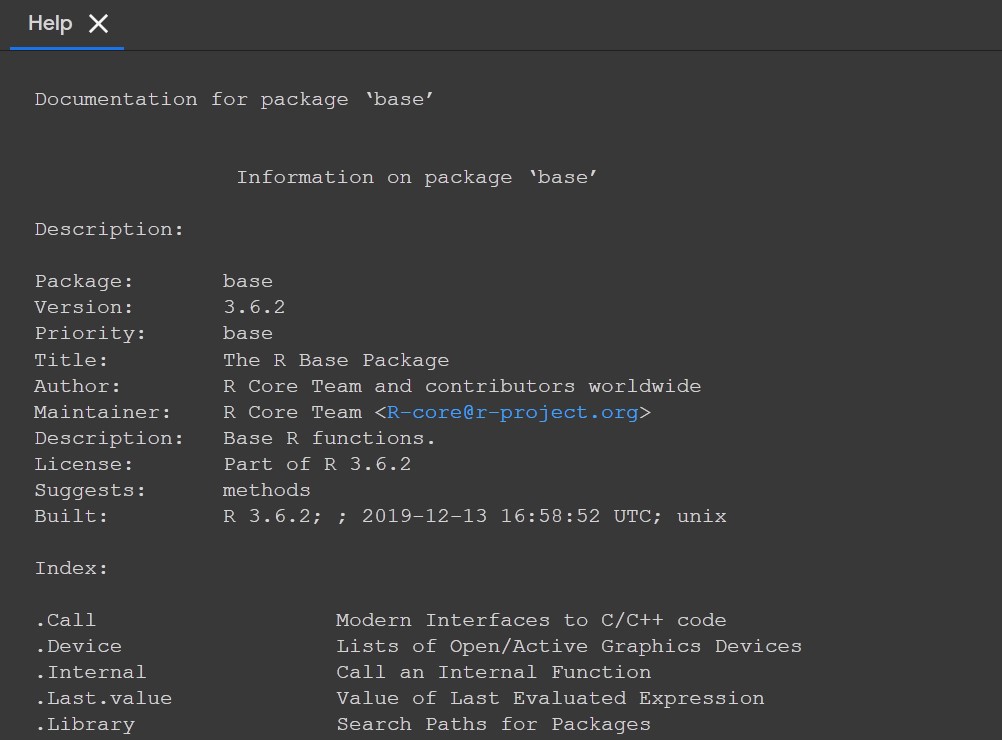 Help
Documentation for package ‘base’
Information on package ‘base’
Description:
Package: base
Version: 3.6.2
Priority: base
Title: The R Base Package
Author: R Core Team and contributors worldwide
Maintainer: R Core Team <R-core@r-project.org>
Description: Base R functions.
License: Part of R 3.6.2
Suggests: methods
Built: R 3.6.2; ; 2019-12-13 16:58:52 UTC; unix
Index:
.Call Modern Interfaces to C/C++ code
.Device Lists of Open/Active Graphics Devices
.Internal Call an Internal Function
.Last.value Value of Last Evaluated Expression
.Library Search Paths for Packages